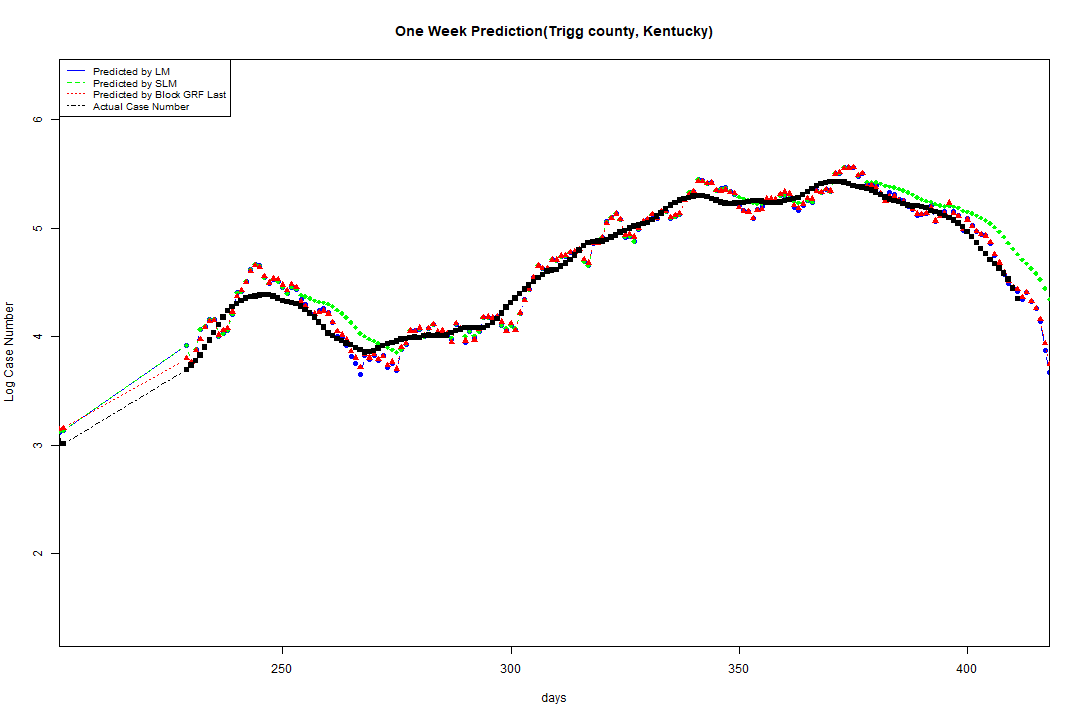 One Week Prediction(Trigg county, Kentucky)
Predicted by LM
Predicted by SLM
Predicted by Block GRF Last
Actual Case Number
6
5
4
3
2
Log Case Number
250
300
350
400
days